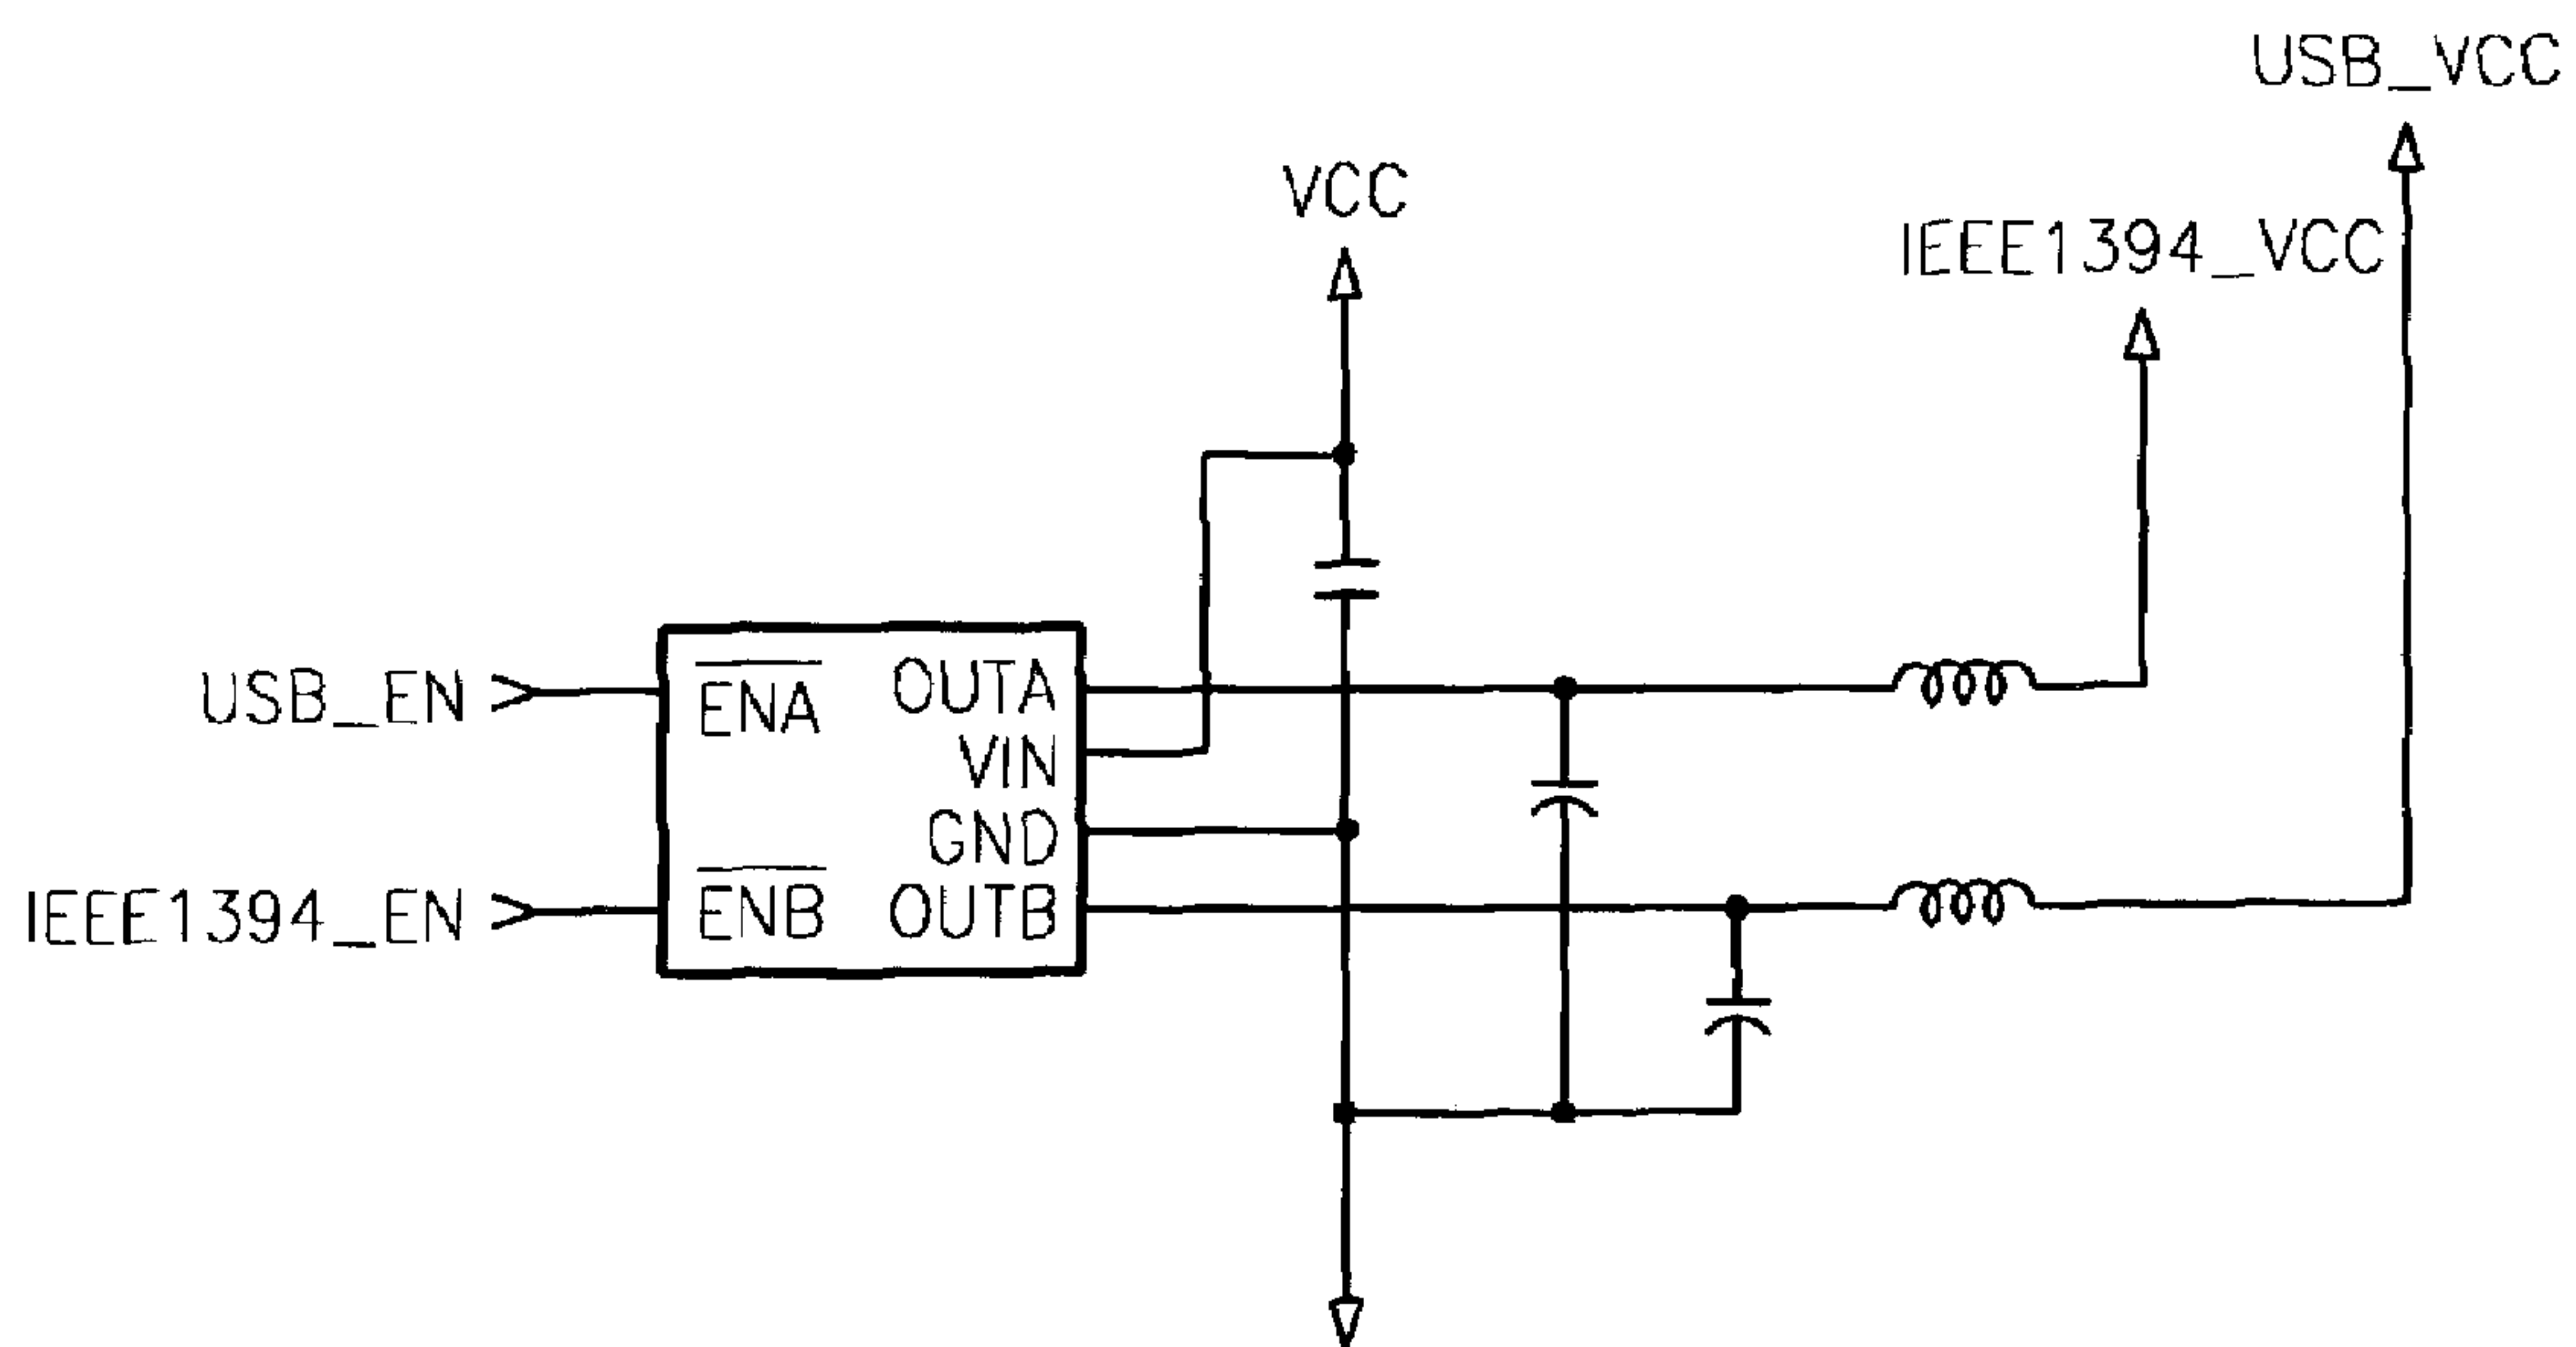 USB_VCC
VCC
IEEE1394_VCC
USB_EN
ENA
OUTA
VIN
GND
IEEE1394_EN
ENB
OUTB